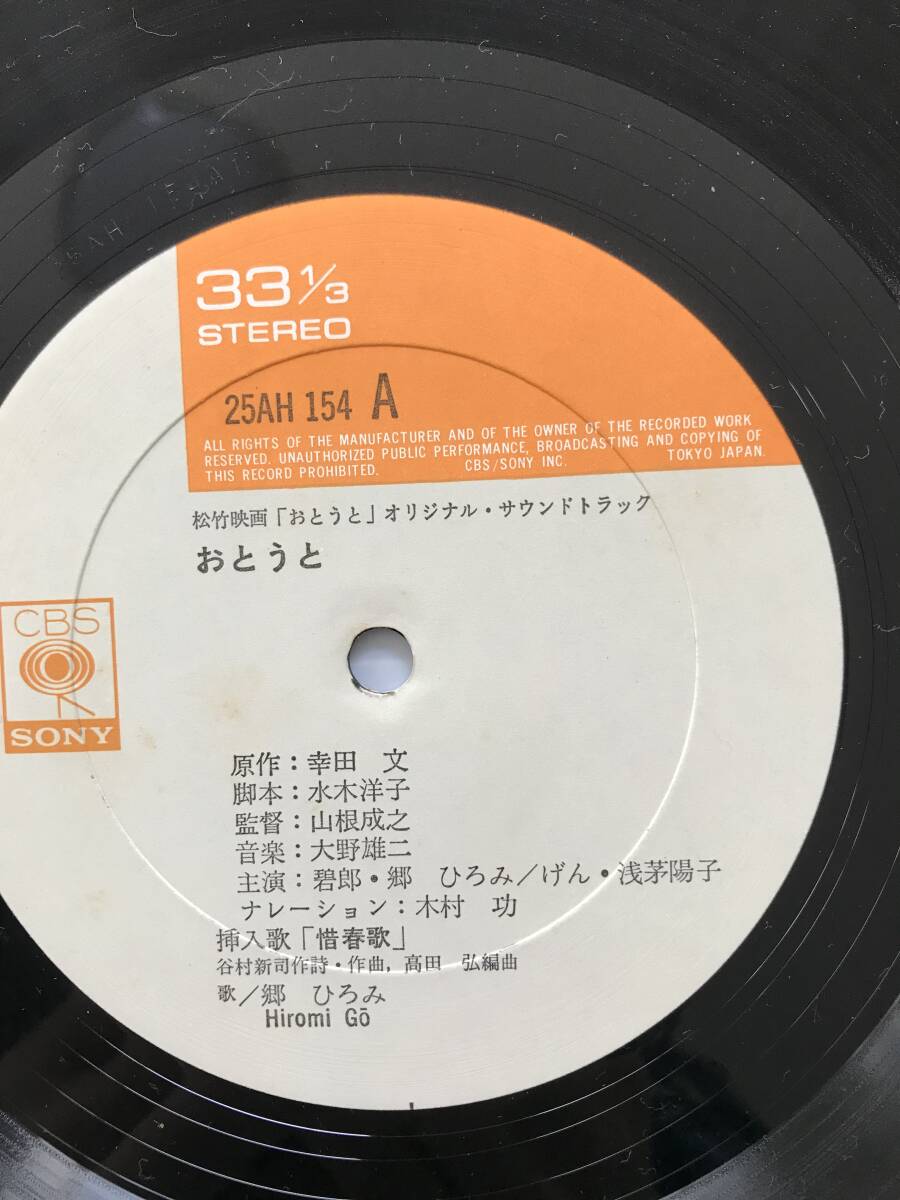 33 1/3
STEREO
25AH 154 A
ALL RIGHTS OF THE MANUFACTURER AND OF THE OWNER OF THE RECORDED WORK
RESERVED. UNAUTHORIZED PUBLIC PERFORMANCE, BROADCASTING AND COPYING OF
THIS RECORD PROHIBITED. CBS/SONY INC. TOKYO JAPAN.
松竹映画「おとうと」オリジナル・サウンドトラック
おとうと
CBS
SONY
原作:幸田 文
脚本:水木洋子
監督:山根成之
音楽:大野雄二
主演:碧郎・郷 ひろみ/げん・浅茅陽子
ナレーション:木村 功
挿入歌「惜春歌」
谷村新司作詩・作曲,高田 弘編曲
歌/郷 ひろみ
Hiromi Gō